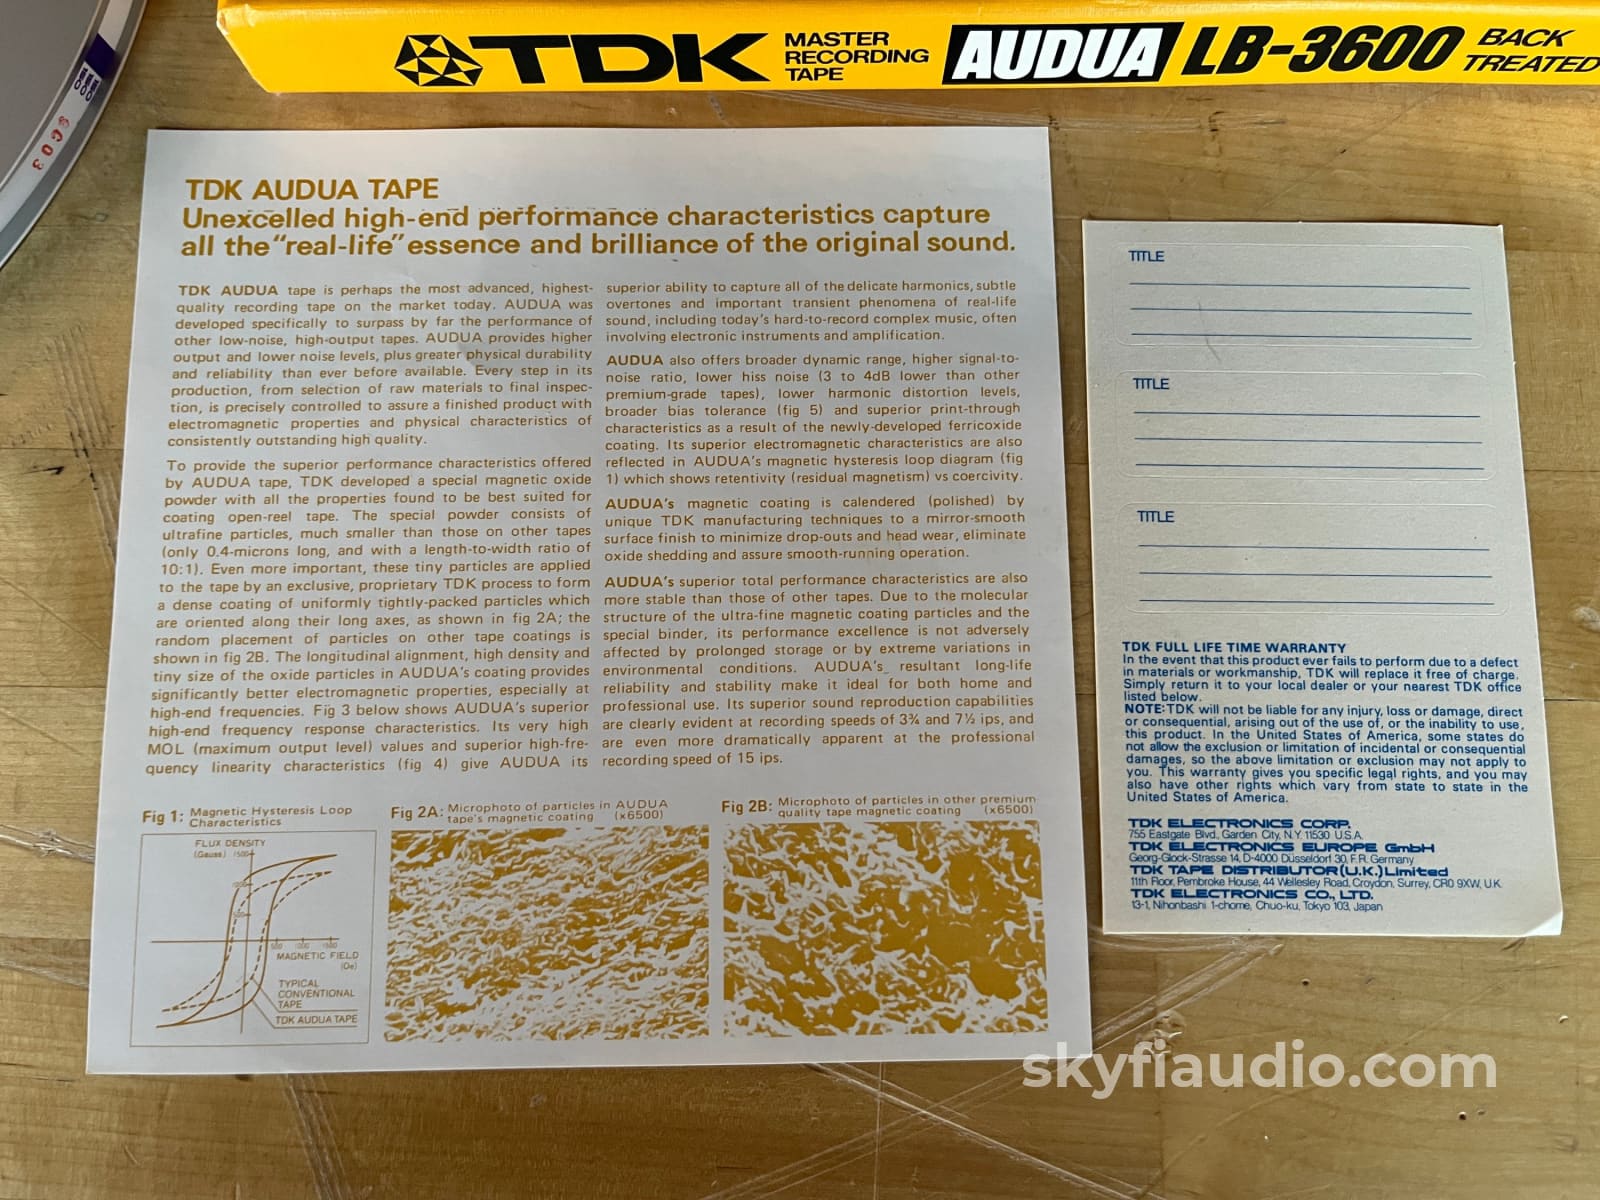 TDK MASTER RECORDING TAPE AUDUA LB-3600 BACK TREATED
TDK AUDUA TAPE
Unexcelled high-end performance characteristics capture
all the "real-life" essence and brilliance of the original sound.
TDK AUDUA tape is perhaps the most advanced, highest-
quality recording tape on the market today. AUDUA was
developed specifically to surpass by far the performance of
other low-noise, high-output tapes. AUDUA provides higher
output and lower noise levels, plus greater physical durability
and reliability than ever before available. Every step in its
production, from selection of raw materials to final inspec-
tion, is precisely controlled to assure a finished product with
electromagnetic properties and physical characteristics of
consistently outstanding high quality.
To provide the superior performance characteristics offered
by AUDUA tape, TDK developed a special magnetic oxide
powder with all the properties found to be best suited for
coating open-reel tape. The special powder consists of
ultrafine particles, much smaller than those on other tapes
(only 0.4-microns long, and with a length-to-width ratio of
10:1). Even more important, these tiny particles are applied
to the tape by an exclusive, proprietary TDK process to form
a dense coating of uniformly tightly-packed particles which
are oriented along their long axes, as shown in fig 2A; the
random placement of particles on other tape coatings is
shown in fig 2B. The longitudinal alignment, high density and
tiny size of the oxide particles in AUDUA's coating provides
significantly better electromagnetic properties, especially at
high-end frequencies. Fig 3 below shows AUDUA's superior
high-end frequency response characteristics. Its very high
MOL (maximum output level) values and superior high-fre-
quency linearity characteristics (fig 4) give AUDUA its
superior ability to capture all of the delicate harmonics, subtle
overtones and important transient phenomena of real-life
sound, including today's hard-to-record complex music, often
involving electronic instruments and amplification.
AUDUA also offers broader dynamic range, higher signal-to-
noise ratio, lower hiss noise (3 to 4dB lower than other
premium-grade tapes), lower harmonic distortion levels,
broader bias tolerance (fig 5) and superior print-through
characteristics as a result of the newly-developed ferricoxide
coating. Its superior electromagnetic characteristics are also
reflected in AUDUA's magnetic hysteresis loop diagram (fig
1) which shows retentivity (residual magnetism) vs coercivity.
AUDUA's magnetic coating is calendered (polished) by
unique TDK manufacturing techniques to a mirror-smooth
surface finish to minimize drop-outs and head wear, eliminate
oxide shedding and assure smooth-running operation.
AUDUA's superior total performance characteristics are also
more stable than those of other tapes. Due to the molecular
structure of the ultra-fine magnetic coating particles and the
special binder, its performance excellence is not adversely
affected by prolonged storage or by extreme variations in
environmental conditions. AUDUA's resultant long-life
reliability and stability make it ideal for both home and
professional use. Its superior sound reproduction capabilities
are clearly evident at recording speeds of 3¾ and 7½ ips, and
are even more dramatically apparent at the professional
recording speed of 15 ips.
Fig 1: Magnetic Hysteresis Loop
Characteristics
FLUX DENSITY
(Gauss) 1500
1000
500
500 1000 1500
MAGNETIC FIELD
(Oe)
TYPICAL
CONVENTIONAL
TAPE
TDK AUDUA TAPE
Fig 2A: Microphoto of particles in AUDUA
tape's magnetic coating (x6500)
Fig 2B: Microphoto of particles in other premium
quality tape magnetic coating (x6500)
TITLE
TITLE
TITLE
TDK FULL LIFE TIME WARRANTY
In the event that this product ever fails to perform due to a defect
in materials or workmanship, TDK will replace it free of charge.
Simply return it to your local dealer or your nearest TDK office
listed below.
NOTE: TDK will not be liable for any injury, loss or damage, direct
or consequential, arising out of the use of, or the inability to use,
this product. In the United States of America, some states do
not allow the exclusion or limitation of incidental or consequential
damages, so the above limitation or exclusion may not apply to
you. This warranty gives you specific legal rights, and you may
also have other rights which vary from state to state in the
United States of America.
TDK ELECTRONICS CORP.
755 Eastgate Blvd., Garden City, N.Y. 11530 U.S.A.
TDK ELECTRONICS EUROPE GmbH
Georg-Glock-Strasse 14, D-4000 Düsseldorf 30, F.R. Germany
TDK TAPE DISTRIBUTOR (U.K.) Limited
11th Floor, Pembroke House, 44 Wellesley Road, Croydon, Surrey, CR0 9XW, U.K.
TDK ELECTRONICS CO., LTD.
13-1, Nihonbashi 1-chome, Chuo-ku, Tokyo 103, Japan
skyfiaudio.com